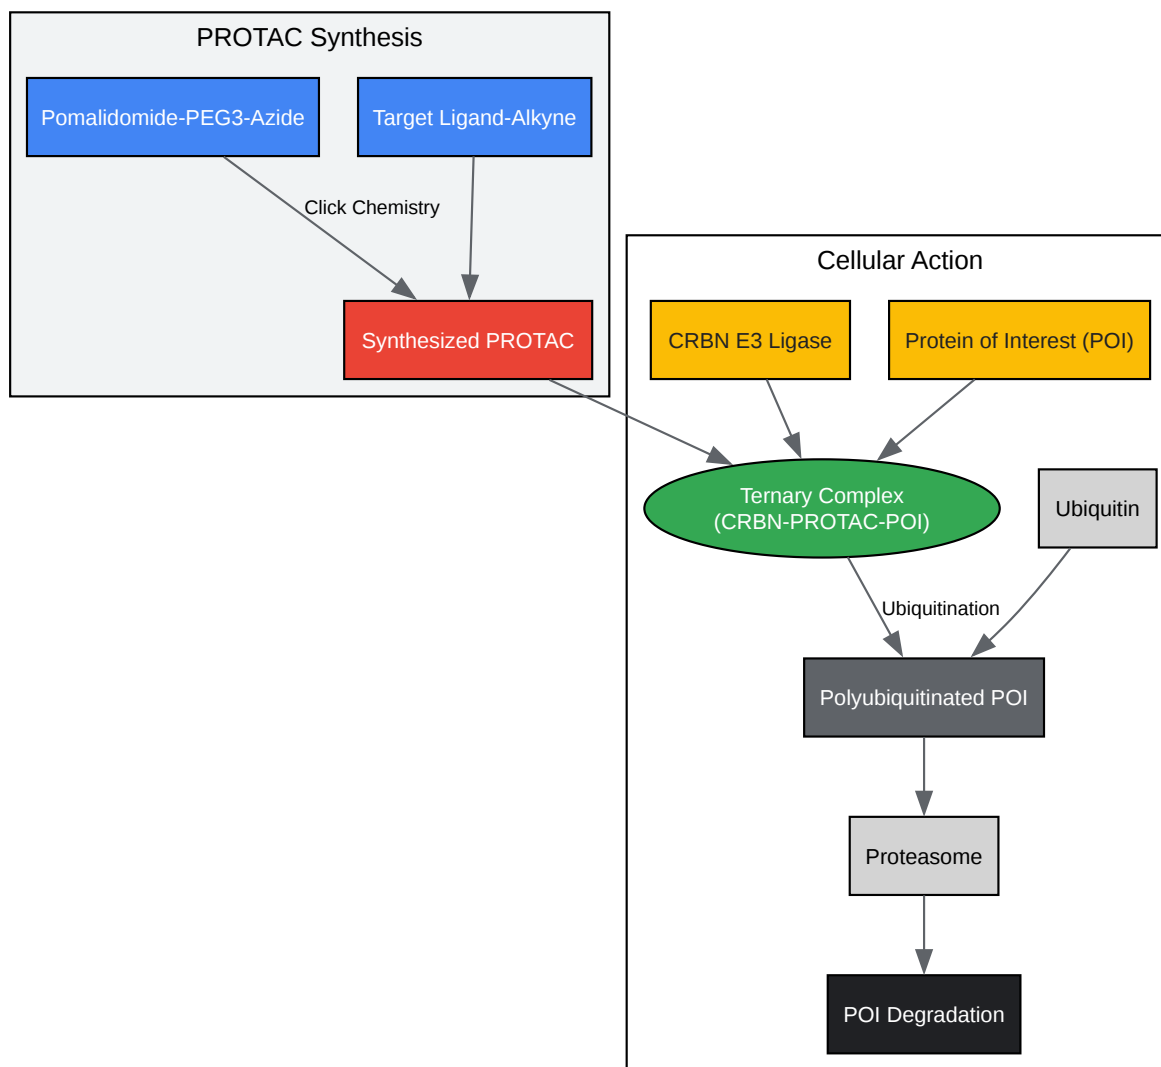 PROTAC Synthesis
Pomalidomide-PEG3-Azide
Target Ligand-Alkyne
Click Chemistry
Synthesized PROTAC
Cellular Action
CRBN E3 Ligase
Protein of Interest (POI)
Ternary Complex
(CRBN-PROTAC-POI)
Ubiquitin
Ubiquitination
Polyubiquitinated POI
Proteasome
POI Degradation